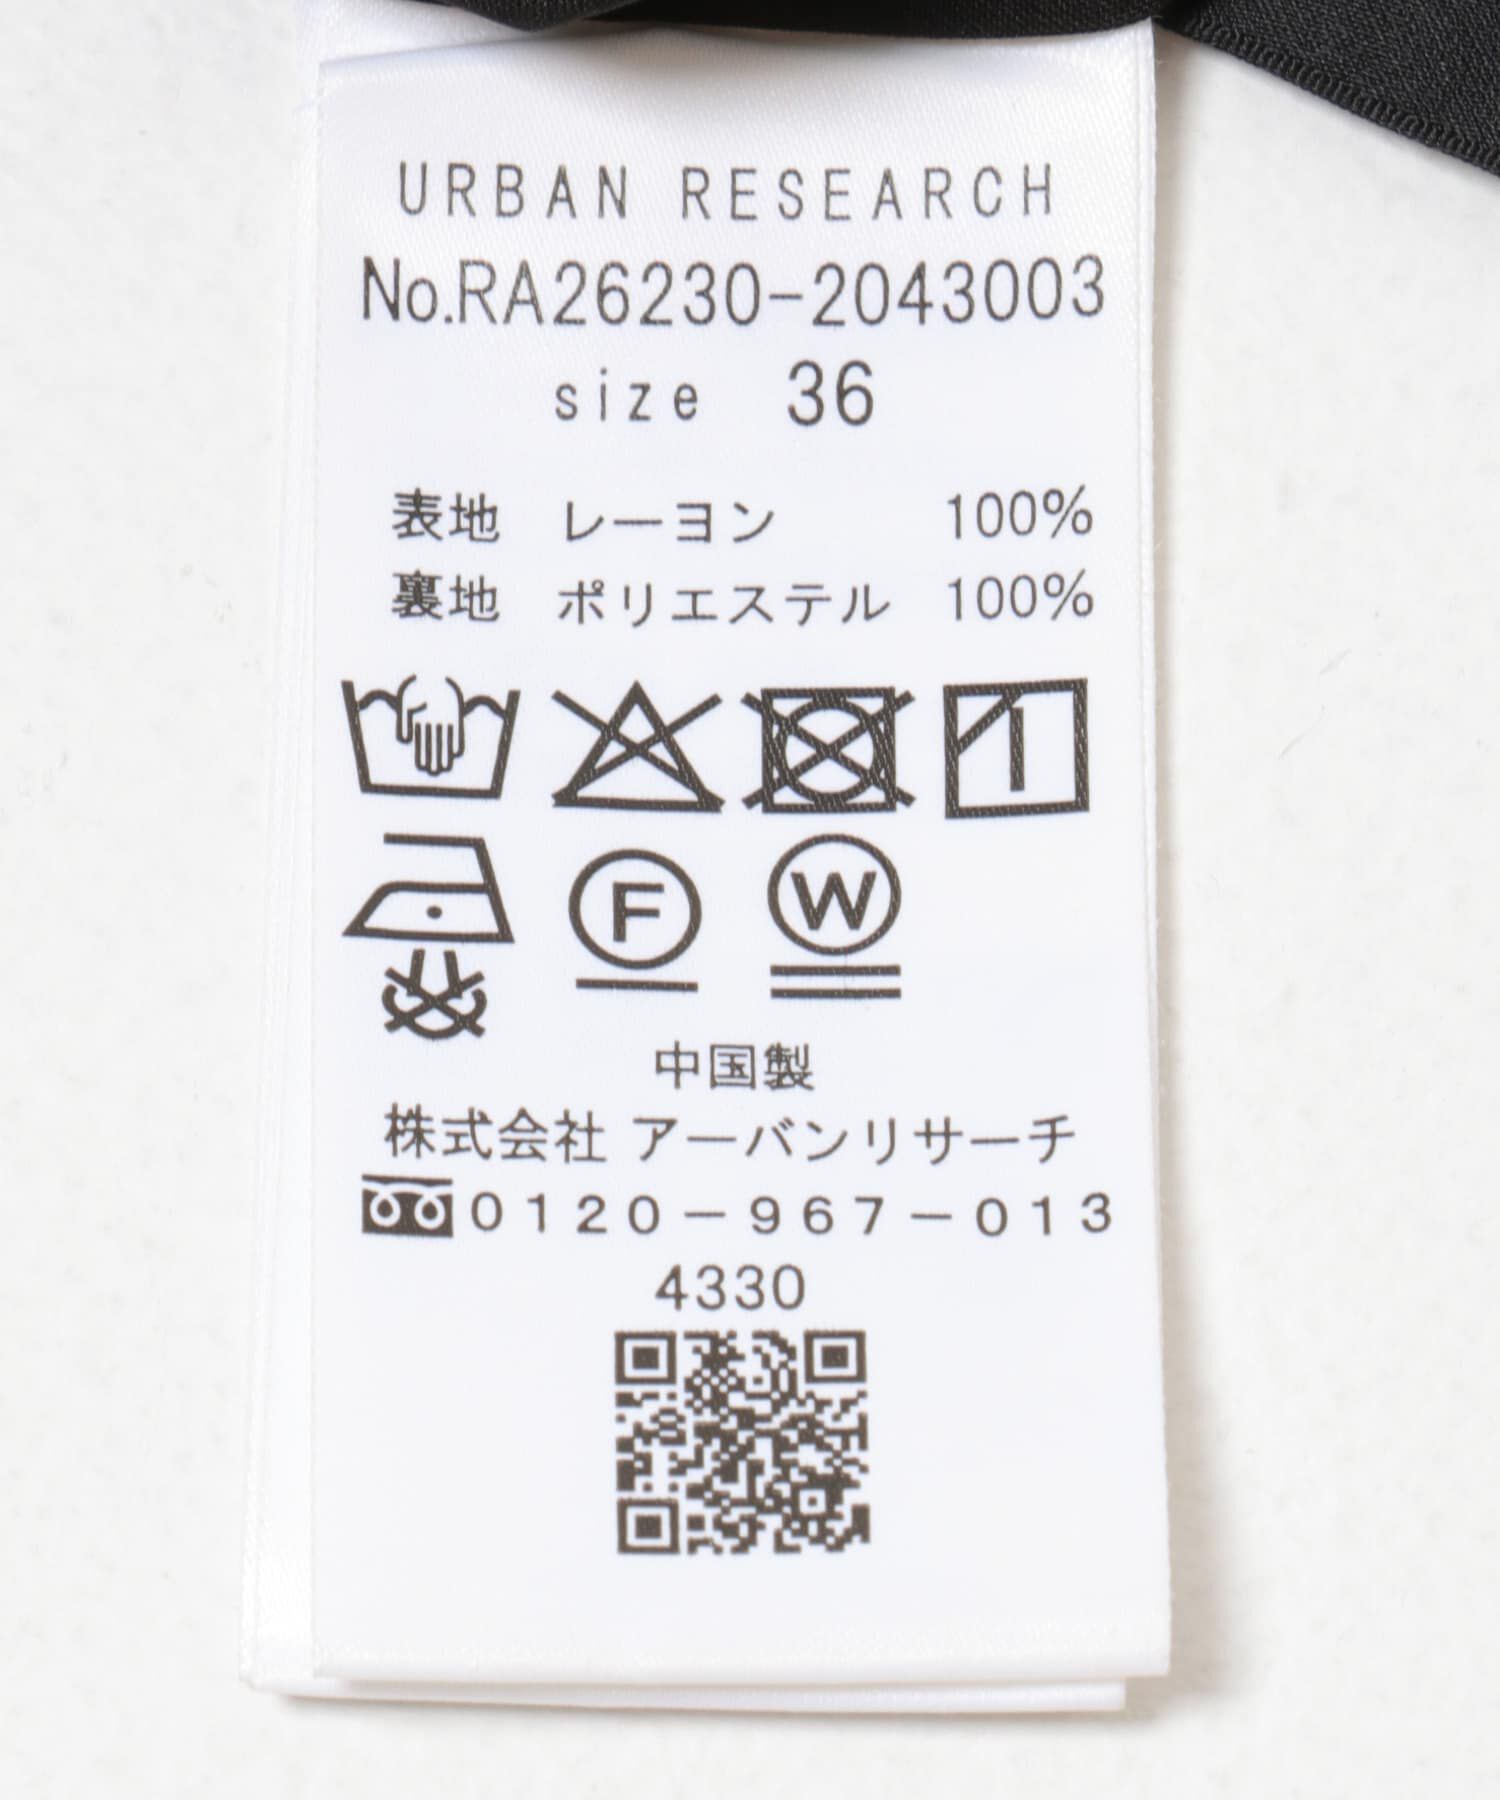 URBAN RESEARCH
No.RA26230-2043003
size 36
表地 レーヨン 100%
裏地 ポリエステル 100%
F W
中国製
株式会社 アーバンリサーチ
0120-967-013
4330